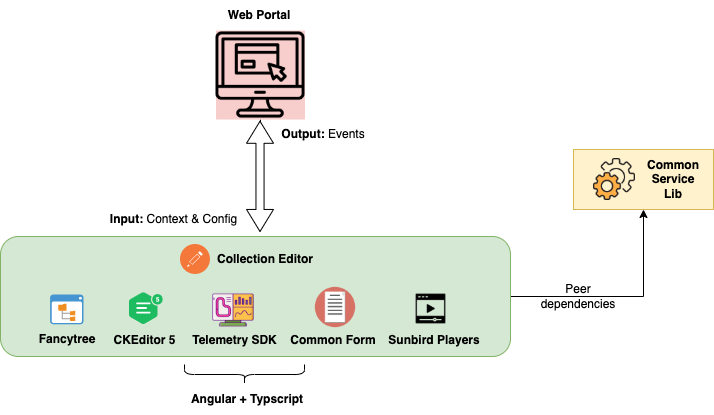 Web Portal
Output: Events
Input: Context & Config
Common
Service
Lib
Collection Editor
5
Fancytree
CKEditor 5
Telemetry SDK
Common Form
Sunbird Players
Peer
dependencies
Angular + Typscript